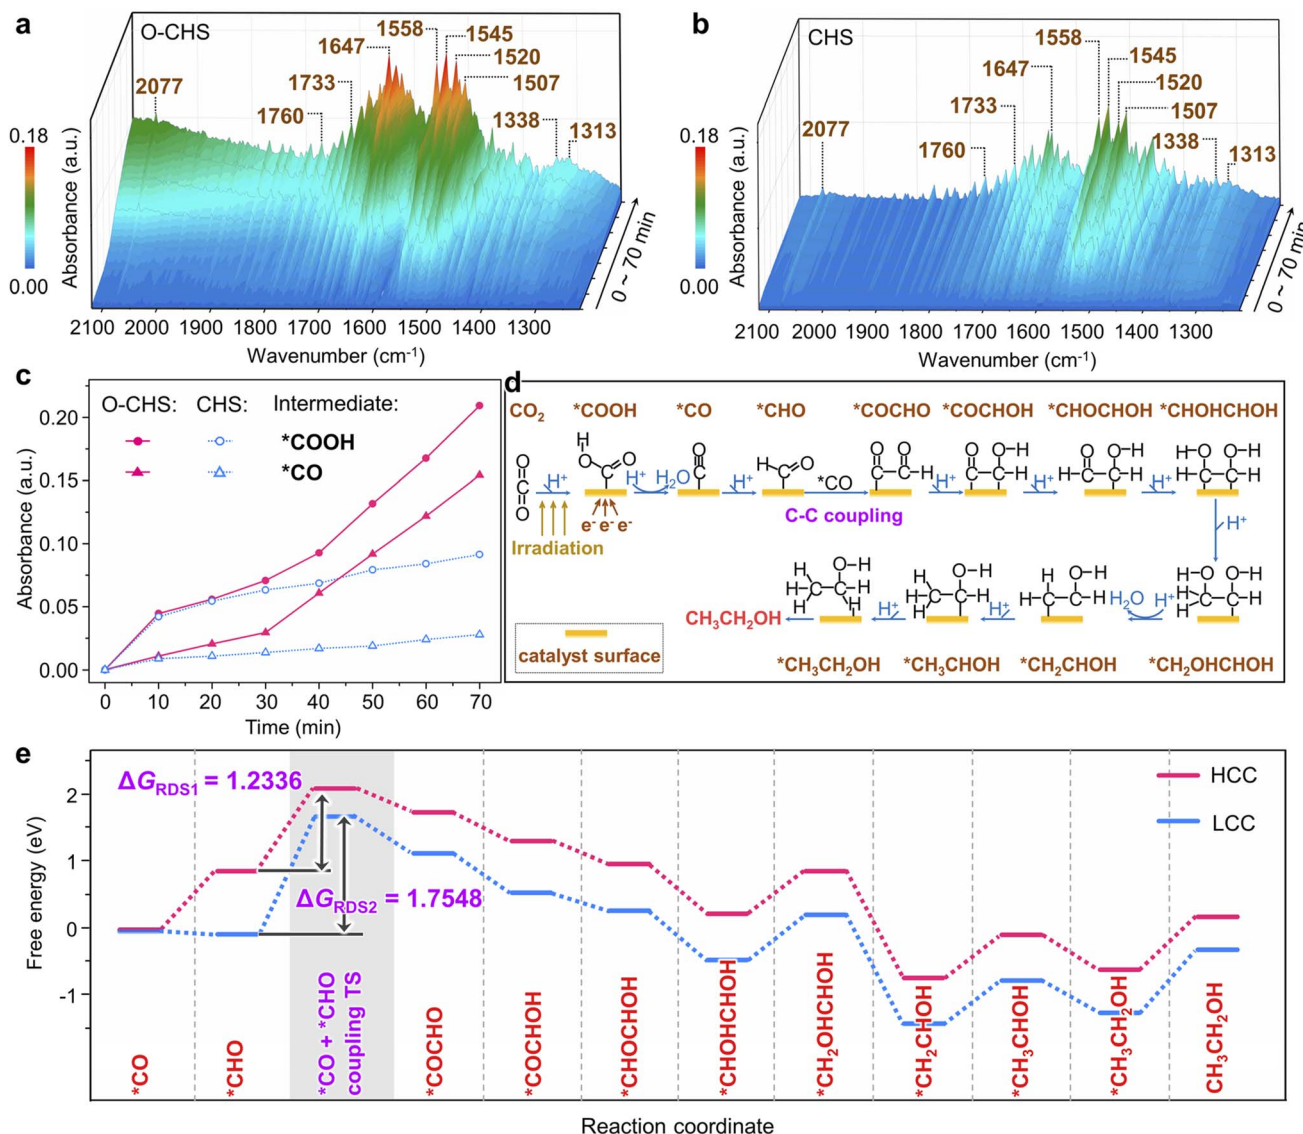 a
O-CHS
1558
1545
1647
1520
1733
1507
2077
1760
1338
1313
0.18
0.00
Absorbance (a.u.)
0 ~ 70 min
2100 2000 1900 1800 1700 1600 1500 1400 1300
Wavenumber (cm⁻¹)
b
CHS
1558
1545
1647
1520
1733
1507
2077
1760
1338
1313
0.18
0.00
Absorbance (a.u.)
0 ~ 70 min
2100 2000 1900 1800 1700 1600 1500 1400 1300
Wavenumber (cm⁻¹)
c
O-CHS: CHS: Intermediate:
*COOH
*CO
0.20
0.15
0.10
0.05
0.00
Absorbance (a.u.)
0 10 20 30 40 50 60 70
Time (min)
d
CO₂ *COOH *CO *CHO *COCHO *COCHOH *CHOCHOH *CHOHCHOH
H⁺ H⁺ H₂O H⁺ *CO H⁺ H⁺ H⁺
C-C coupling
e⁻ e⁻ e⁻
Irradiation
H⁺
CH₃CH₂OH H⁺ H⁺ H₂O H⁺
catalyst surface
*CH₃CH₂OH *CH₃CHOH *CH₂CHOH *CH₂OHCHOH
e
ΔG_RDS1 = 1.2336
ΔG_RDS2 = 1.7548
HCC
LCC
2
1
0
-1
Free energy (eV)
*CO
*CHO
*CO + *CHO
coupling TS
*COCHO
*COCHOH
*CHOCHOH
*CHOHCHOH
*CH₂OHCHOH
*CH₂CHOH
*CH₃CHOH
*CH₃CH₂OH
CH₃CH₂OH
Reaction coordinate